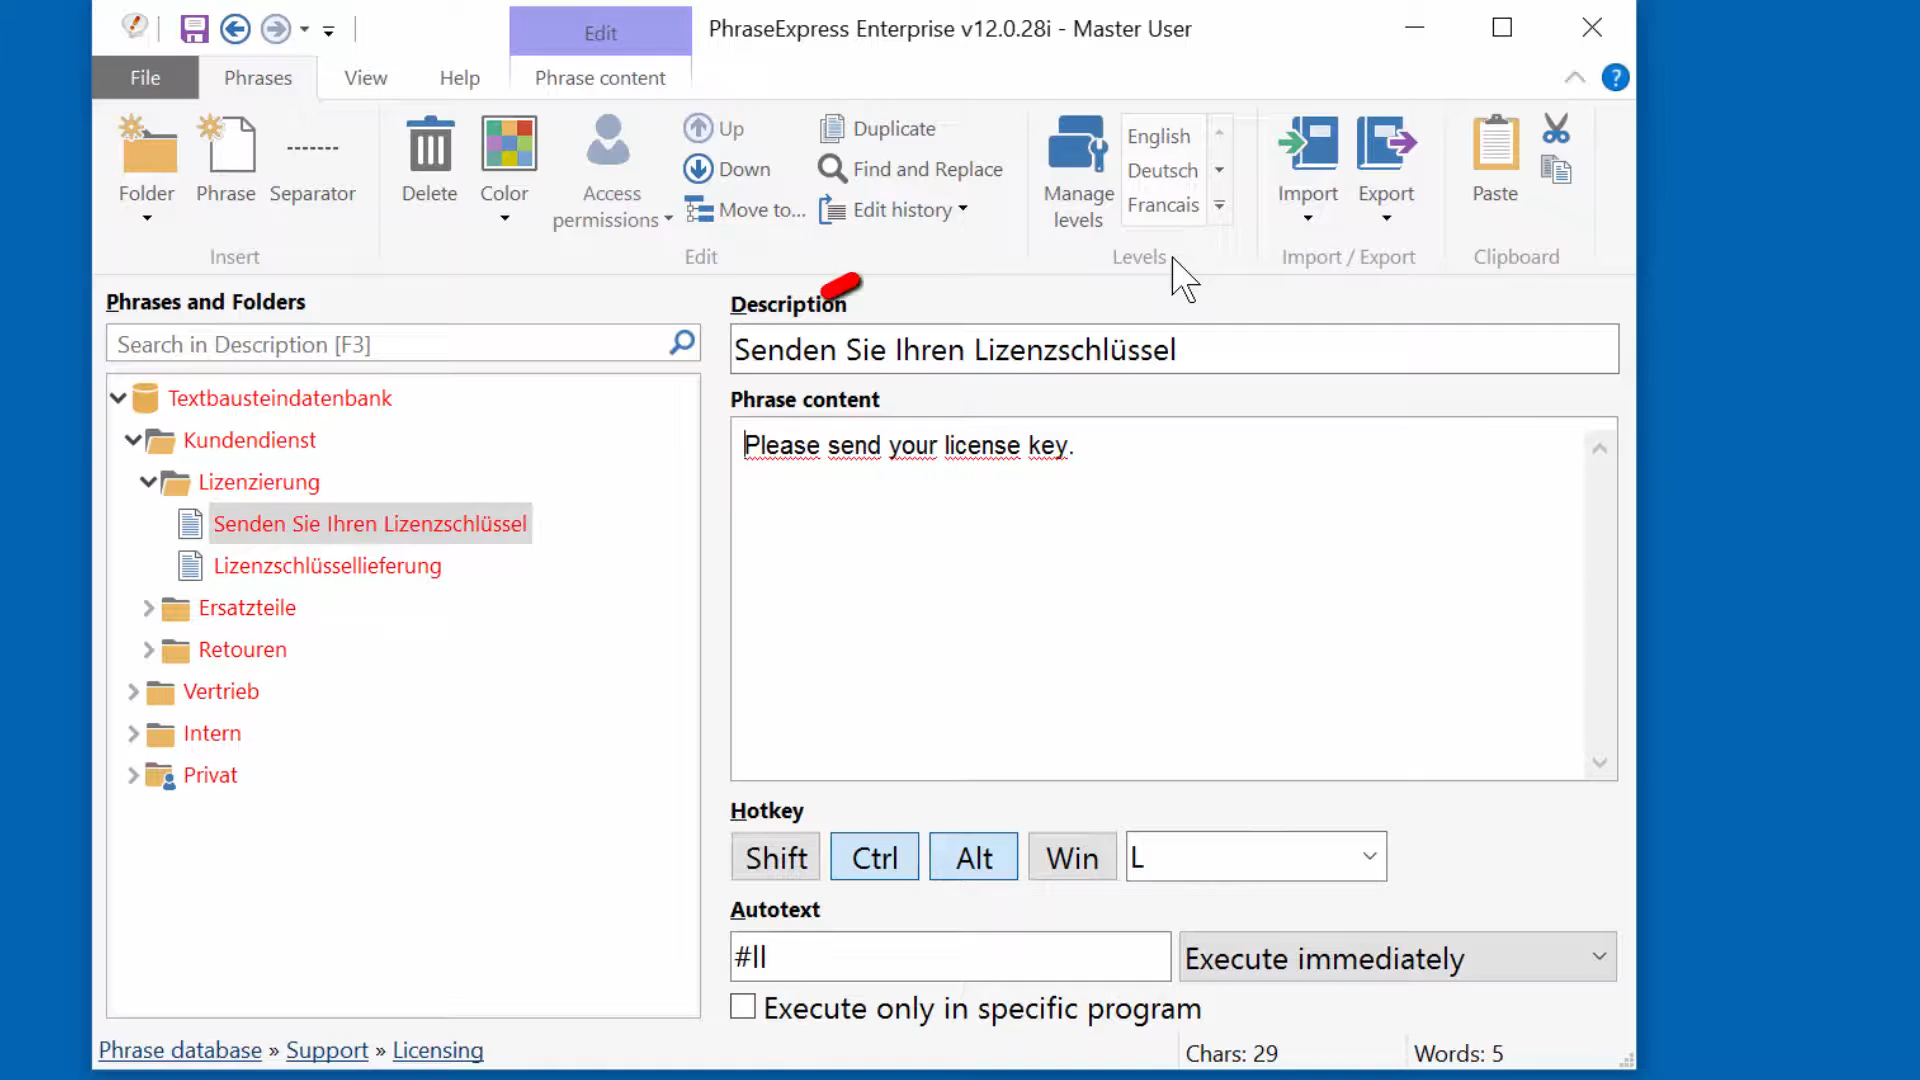 Edit
PhraseExpress Enterprise v12.0.28i - Master User
File
Phrases
View
Help
Phrase content
?
Folder
Phrase
Separator
Insert
Delete
Color
Access
permissions
Up
Down
Move to...
Duplicate
Find and Replace
Edit history
Edit
Manage
levels
English
Deutsch
Francais
Levels
Import
Export
Import / Export
Paste
Clipboard
Phrases and Folders
Search in Description [F3]
Textbausteindatenbank
Kundendienst
Lizenzierung
Senden Sie Ihren Lizenzschlüssel
Lizenzschlüssellieferung
Ersatzteile
Retouren
Vertrieb
Intern
Privat
Description
Senden Sie Ihren Lizenzschlüssel
Phrase content
Please send your license key.
Hotkey
Shift
Ctrl
Alt
Win
L
Autotext
#ll
Execute immediately
Execute only in specific program
Phrase database » Support » Licensing
Chars: 29
Words: 5